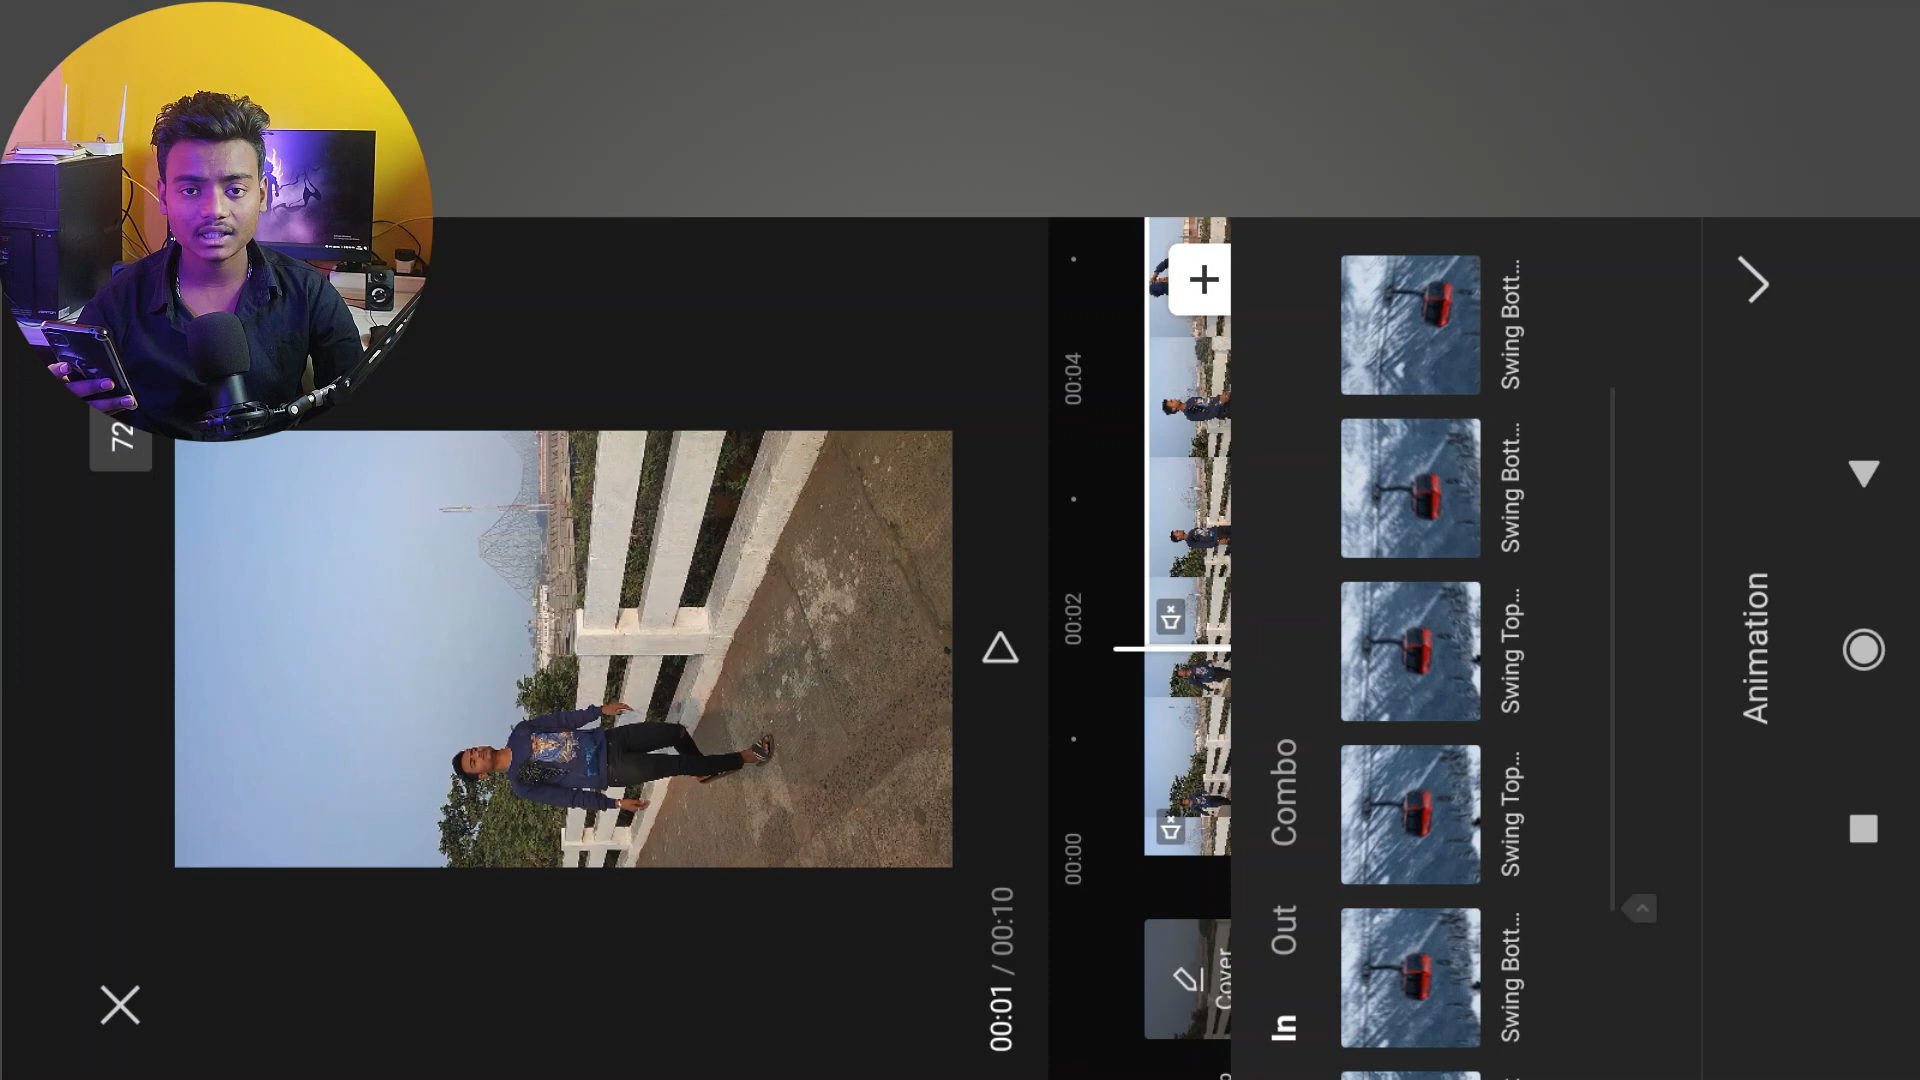 72
00:01 / 00:10
00:00
00:02
00:04
Cover
In
Out
Combo
Swing Bott...
Swing Top...
Swing Top...
Swing Bott...
Swing Bott...
Animation